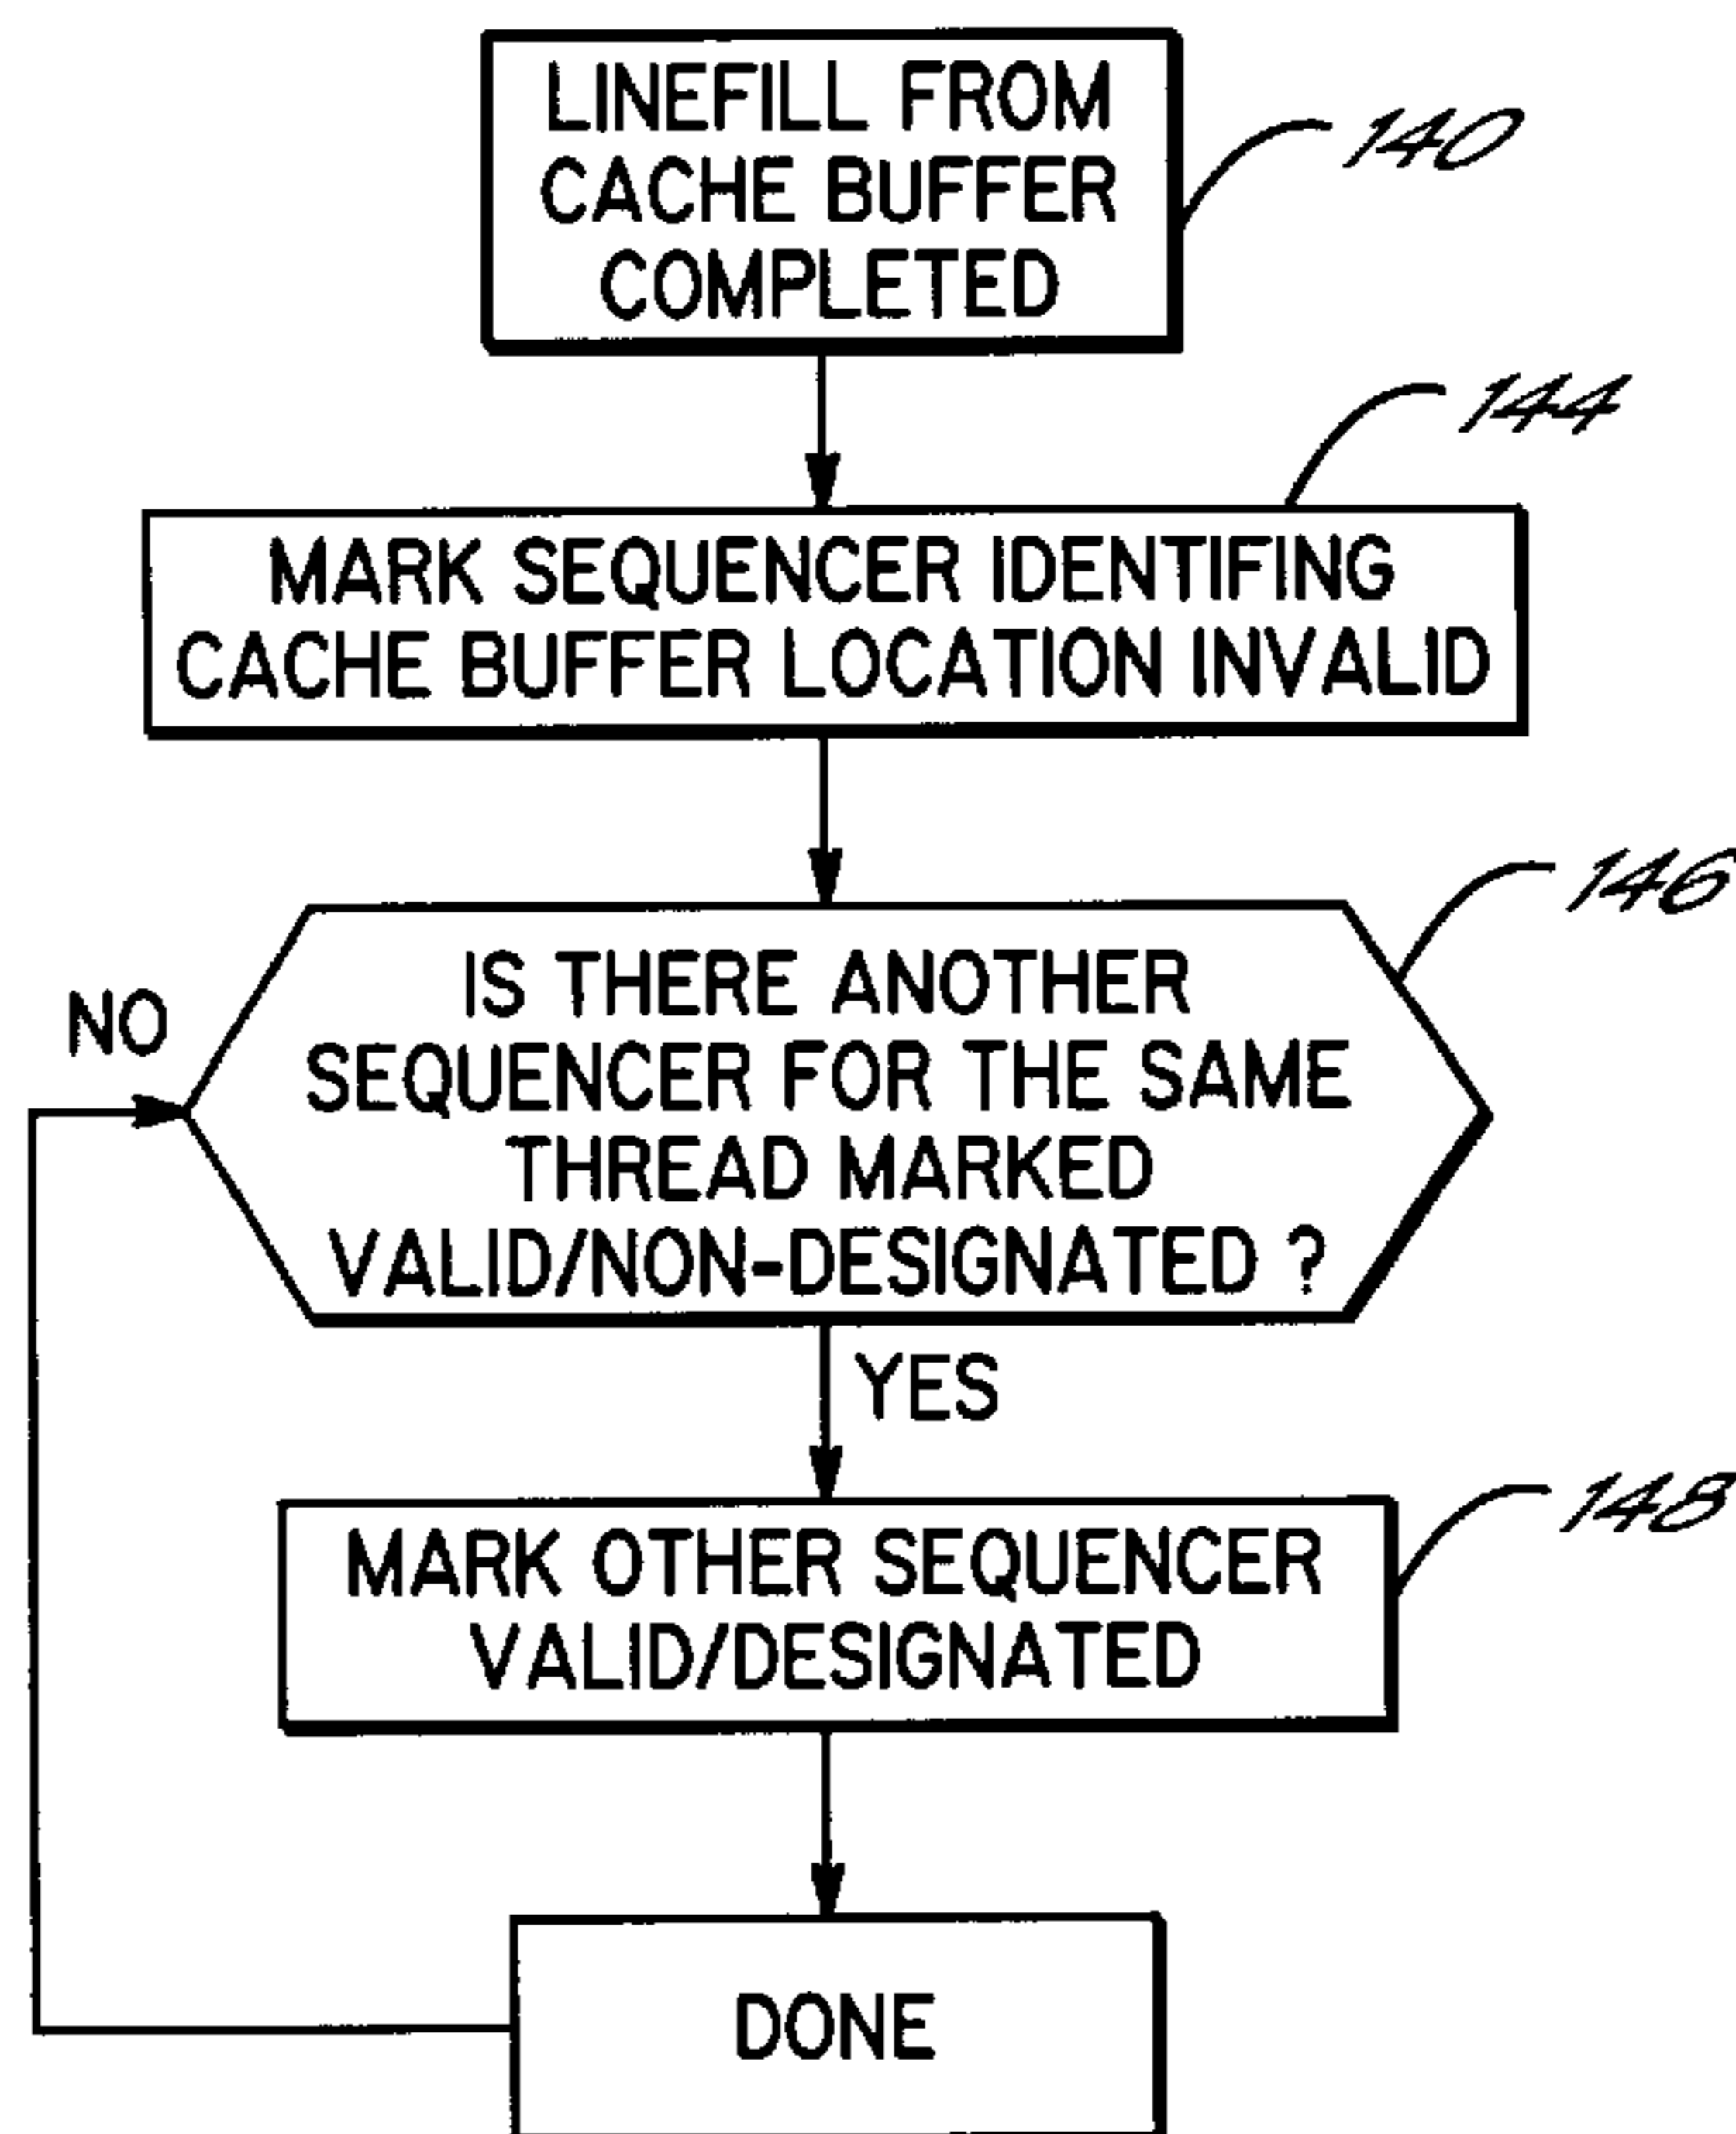 LINEFILL FROM
CACHE BUFFER
COMPLETED
140
144
MARK SEQUENCER IDENTIFING
CACHE BUFFER LOCATION INVALID
146
NO
IS THERE ANOTHER
SEQUENCER FOR THE SAME
THREAD MARKED
VALID/NON-DESIGNATED ?
YES
148
MARK OTHER SEQUENCER
VALID/DESIGNATED
DONE